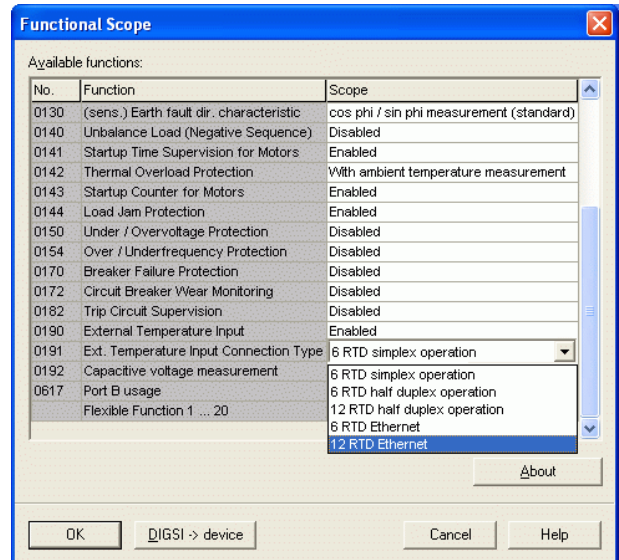 Functional Scope
Available functions:
No. Function Scope
0130 (sens.) Earth fault dir. characteristic cos phi / sin phi measurement (standard)
0140 Unbalance Load (Negative Sequence) Disabled
0141 Startup Time Supervision for Motors Enabled
0142 Thermal Overload Protection With ambient temperature measurement
0143 Startup Counter for Motors Enabled
0144 Load Jam Protection Enabled
0150 Under / Overvoltage Protection Disabled
0154 Over / Underfrequency Protection Disabled
0170 Breaker Failure Protection Disabled
0172 Circuit Breaker Wear Monitoring Disabled
0182 Trip Circuit Supervision Disabled
0190 External Temperature Input Enabled
0191 Ext. Temperature Input Connection Type 6 RTD simplex operation
0192 Capacitive voltage measurement 6 RTD simplex operation
0617 Port B usage 6 RTD half duplex operation
Flexible Function 1 ... 20 12 RTD half duplex operation
6 RTD Ethernet
12 RTD Ethernet
About
OK DIGSI -> device Cancel Help